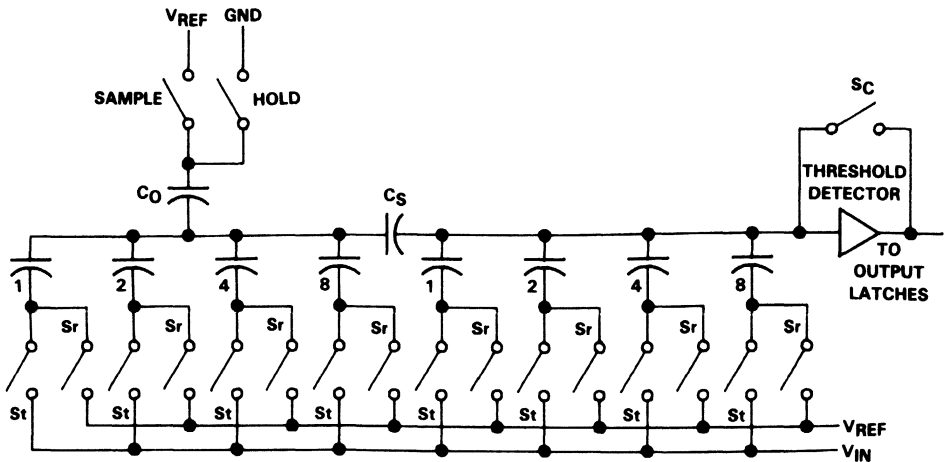 VREF GND
SAMPLE HOLD
SC
THRESHOLD
DETECTOR
CO
CS
TO
OUTPUT
LATCHES
1 2 4 8 1 2 4 8
Sr Sr Sr Sr Sr Sr Sr Sr
St St St St St St St St
VREF
VIN